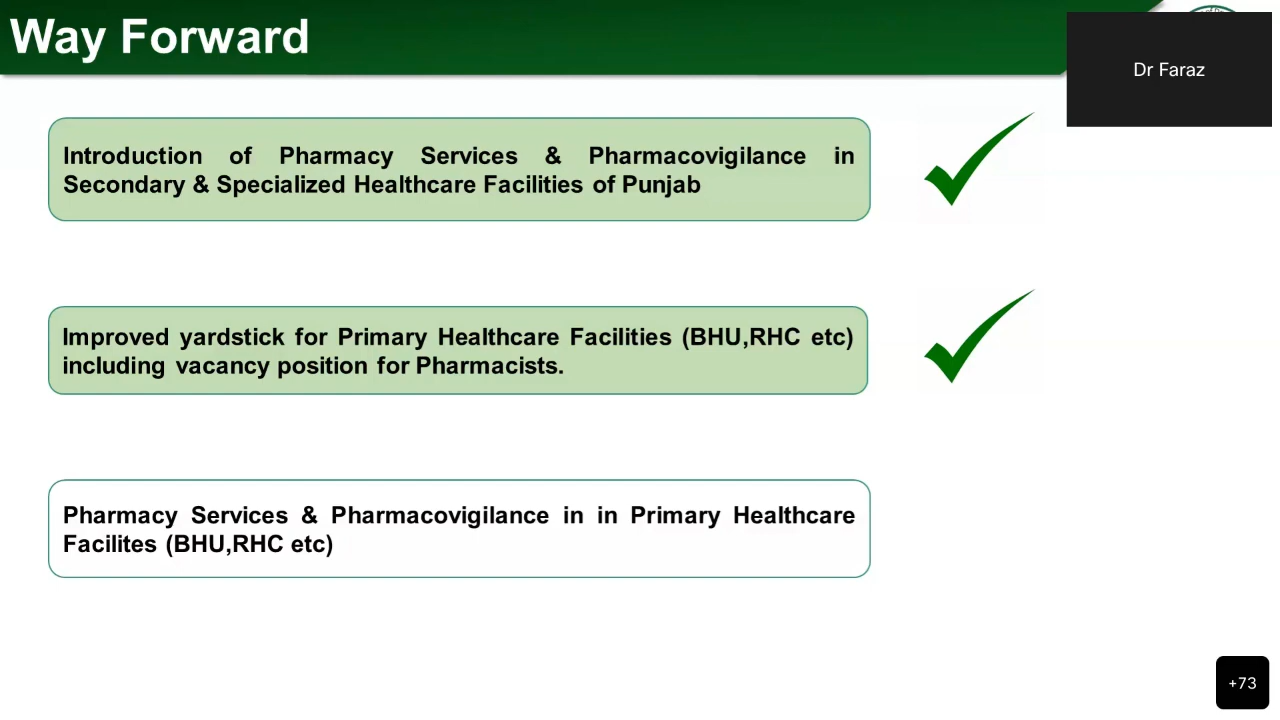 Way Forward
Dr Faraz
Introduction of Pharmacy Services & Pharmacovigilance in
Secondary & Specialized Healthcare Facilities of Punjab
Improved yardstick for Primary Healthcare Facilities (BHU,RHC etc)
including vacancy position for Pharmacists.
Pharmacy Services & Pharmacovigilance in in Primary Healthcare
Facilites (BHU,RHC etc)
+73